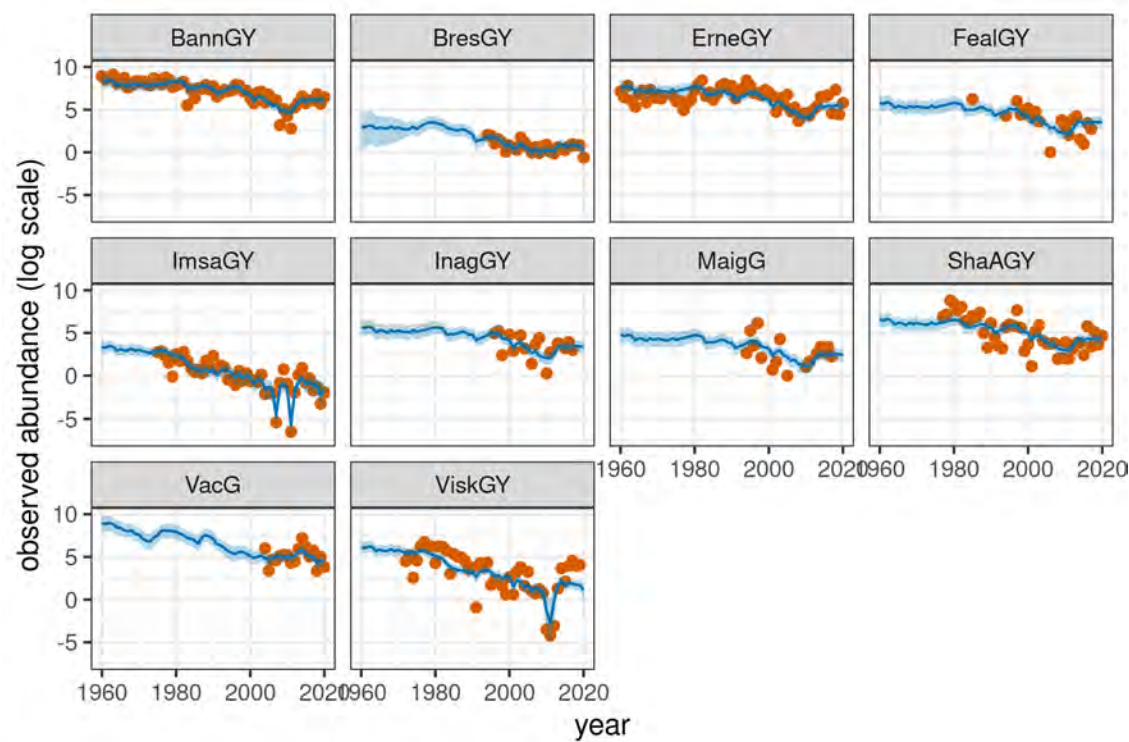 BannGY BresGY ErneGY FealGY
10
5
0
-5
ImsaGY InagGY MaigG ShaAGY
10
5
0
-5
1960 1980 2000 2020 1960 1980 2000 2020
VacG ViskGY
10
5
0
-5
1960 1980 2000 2020 1960 1980 2000 2020
observed abundance (log scale)
year